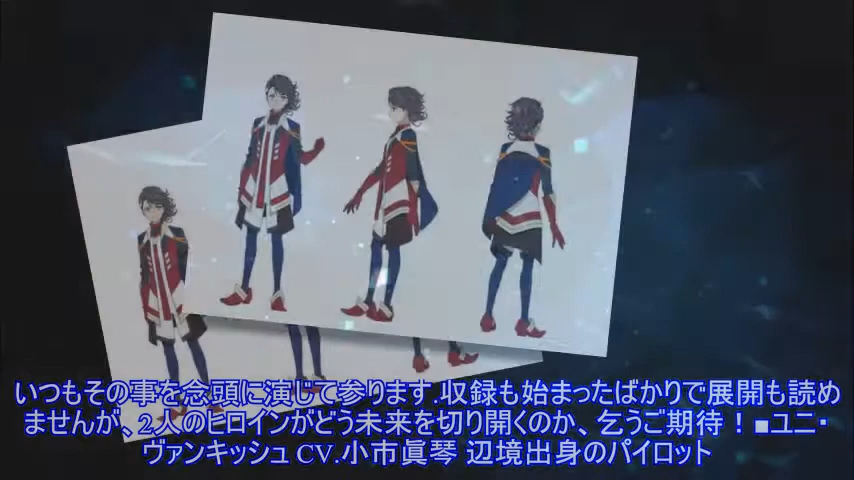 いつもその事を念頭に演じて参ります.収録も始まったばかりで展開も読め
ませんが、2人のヒロインがどう未来を切り開くのか、乞うご期待！■ユニ・
ヴァンキッシュ CV.小市眞琴 辺境出身のパイロット